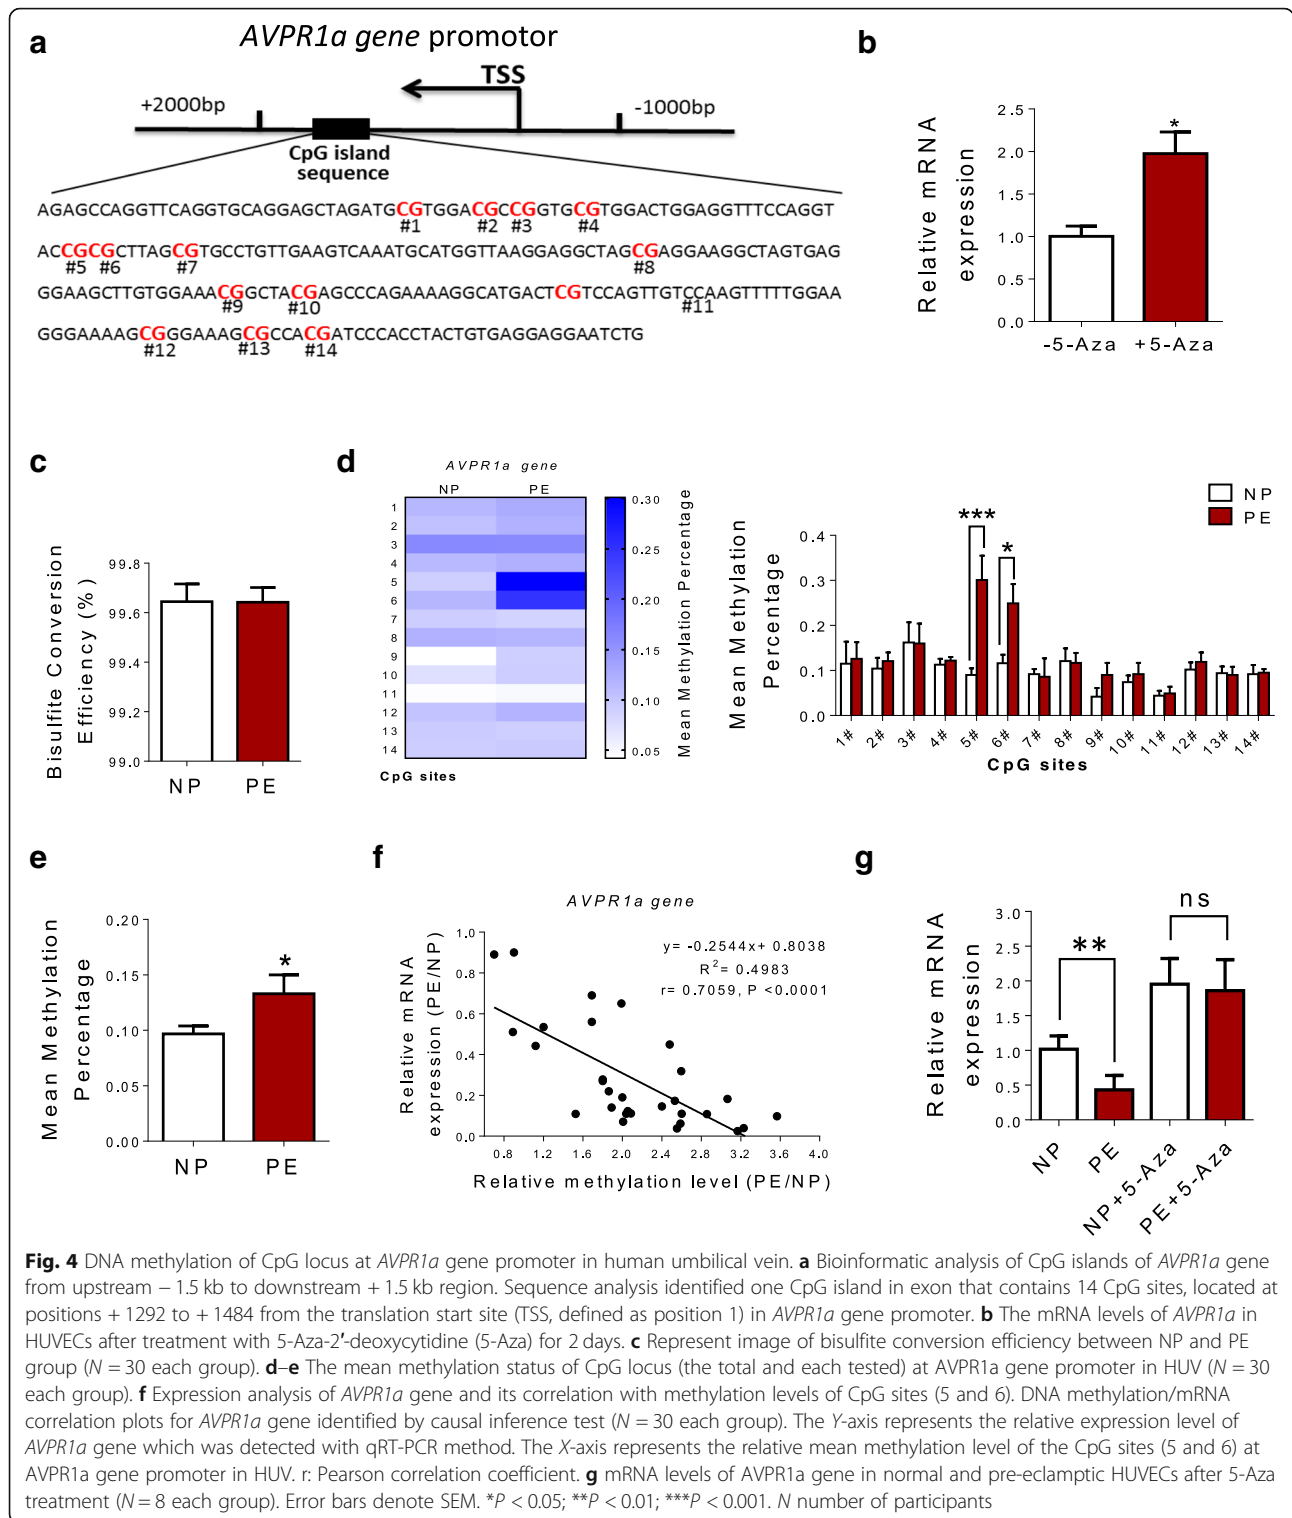 a
AVPR1a gene promotor
TSS
+2000bp
-1000bp
CpG island
sequence
AGAGCCAGGTTCAGGTGCAGGAGCTAGATGCGTGGACGCCGGTGCGTGGACTGGAGGTTTCCAGGT
#1 #2 #3 #4
ACCGCGCTTAGCGTGCCTGTTGAAGTCAAATGCATGGTTAAGGAGGCTAGCGAGGAAGGCTAGTGAG
#5 #6 #7 #8
GGAAGCTTGTGGAAACGGCTACGAGCCCAGAAAAGGCATGACTCGTCCAGTTGTCCAAGTTTTTGGAA
#9 #10 #11
GGGAAAAGCGGGAAAGCGCCACGATCCCACCTACTGTGAGGAGGAATCTG
#12 #13 #14
b
Relative mRNA
expression
2.5
2.0
1.5
1.0
0.5
0.0
*
-5-Aza +5-Aza
c
Bisulfite Conversion
Efficiency (%)
99.8
99.6
99.4
99.2
99.0
NP PE
d
AVPR1a gene
NP PE
1
2
3
4
5
6
7
8
9
10
11
12
13
14
CpG sites
0.30
0.25
0.20
0.15
0.10
0.05
Mean Methylation Percentage
Mean Methylation
Percentage
0.4
0.3
0.2
0.1
0.0
*** *
NP
PE
1# 2# 3# 4# 5# 6# 7# 8# 9# 10# 11# 12# 13# 14#
CpG sites
e
Mean Methylation
Percentage
0.20
0.15
0.10
0.05
0.00
*
NP PE
f
AVPR1a gene
Relative mRNA
expression (PE/NP)
1.0
0.8
0.6
0.4
0.2
0.0
y= -0.2544x+ 0.8038
R²= 0.4983
r= 0.7059, P <0.0001
0.8 1.2 1.6 2.0 2.4 2.8 3.2 3.6 4.0
Relative methylation level (PE/NP)
g
Relative mRNA
expression
3.0
2.5
2.0
1.5
1.0
0.5
0.0
** ns
NP PE NP+5-Aza PE+5-Aza
Fig. 4 DNA methylation of CpG locus at AVPR1a gene promoter in human umbilical vein. a Bioinformatic analysis of CpG islands of AVPR1a gene
from upstream − 1.5 kb to downstream + 1.5 kb region. Sequence analysis identified one CpG island in exon that contains 14 CpG sites, located at
positions + 1292 to + 1484 from the translation start site (TSS, defined as position 1) in AVPR1a gene promoter. b The mRNA levels of AVPR1a in
HUVECs after treatment with 5-Aza-2′-deoxycytidine (5-Aza) for 2 days. c Represent image of bisulfite conversion efficiency between NP and PE
group (N = 30 each group). d–e The mean methylation status of CpG locus (the total and each tested) at AVPR1a gene promoter in HUV (N = 30
each group). f Expression analysis of AVPR1a gene and its correlation with methylation levels of CpG sites (5 and 6). DNA methylation/mRNA
correlation plots for AVPR1a gene identified by causal inference test (N = 30 each group). The Y-axis represents the relative expression level of
AVPR1a gene which was detected with qRT-PCR method. The X-axis represents the relative mean methylation level of the CpG sites (5 and 6) at
AVPR1a gene promoter in HUV. r: Pearson correlation coefficient. g mRNA levels of AVPR1a gene in normal and pre-eclamptic HUVECs after 5-Aza
treatment (N = 8 each group). Error bars denote SEM. *P < 0.05; **P < 0.01; ***P < 0.001. N number of participants